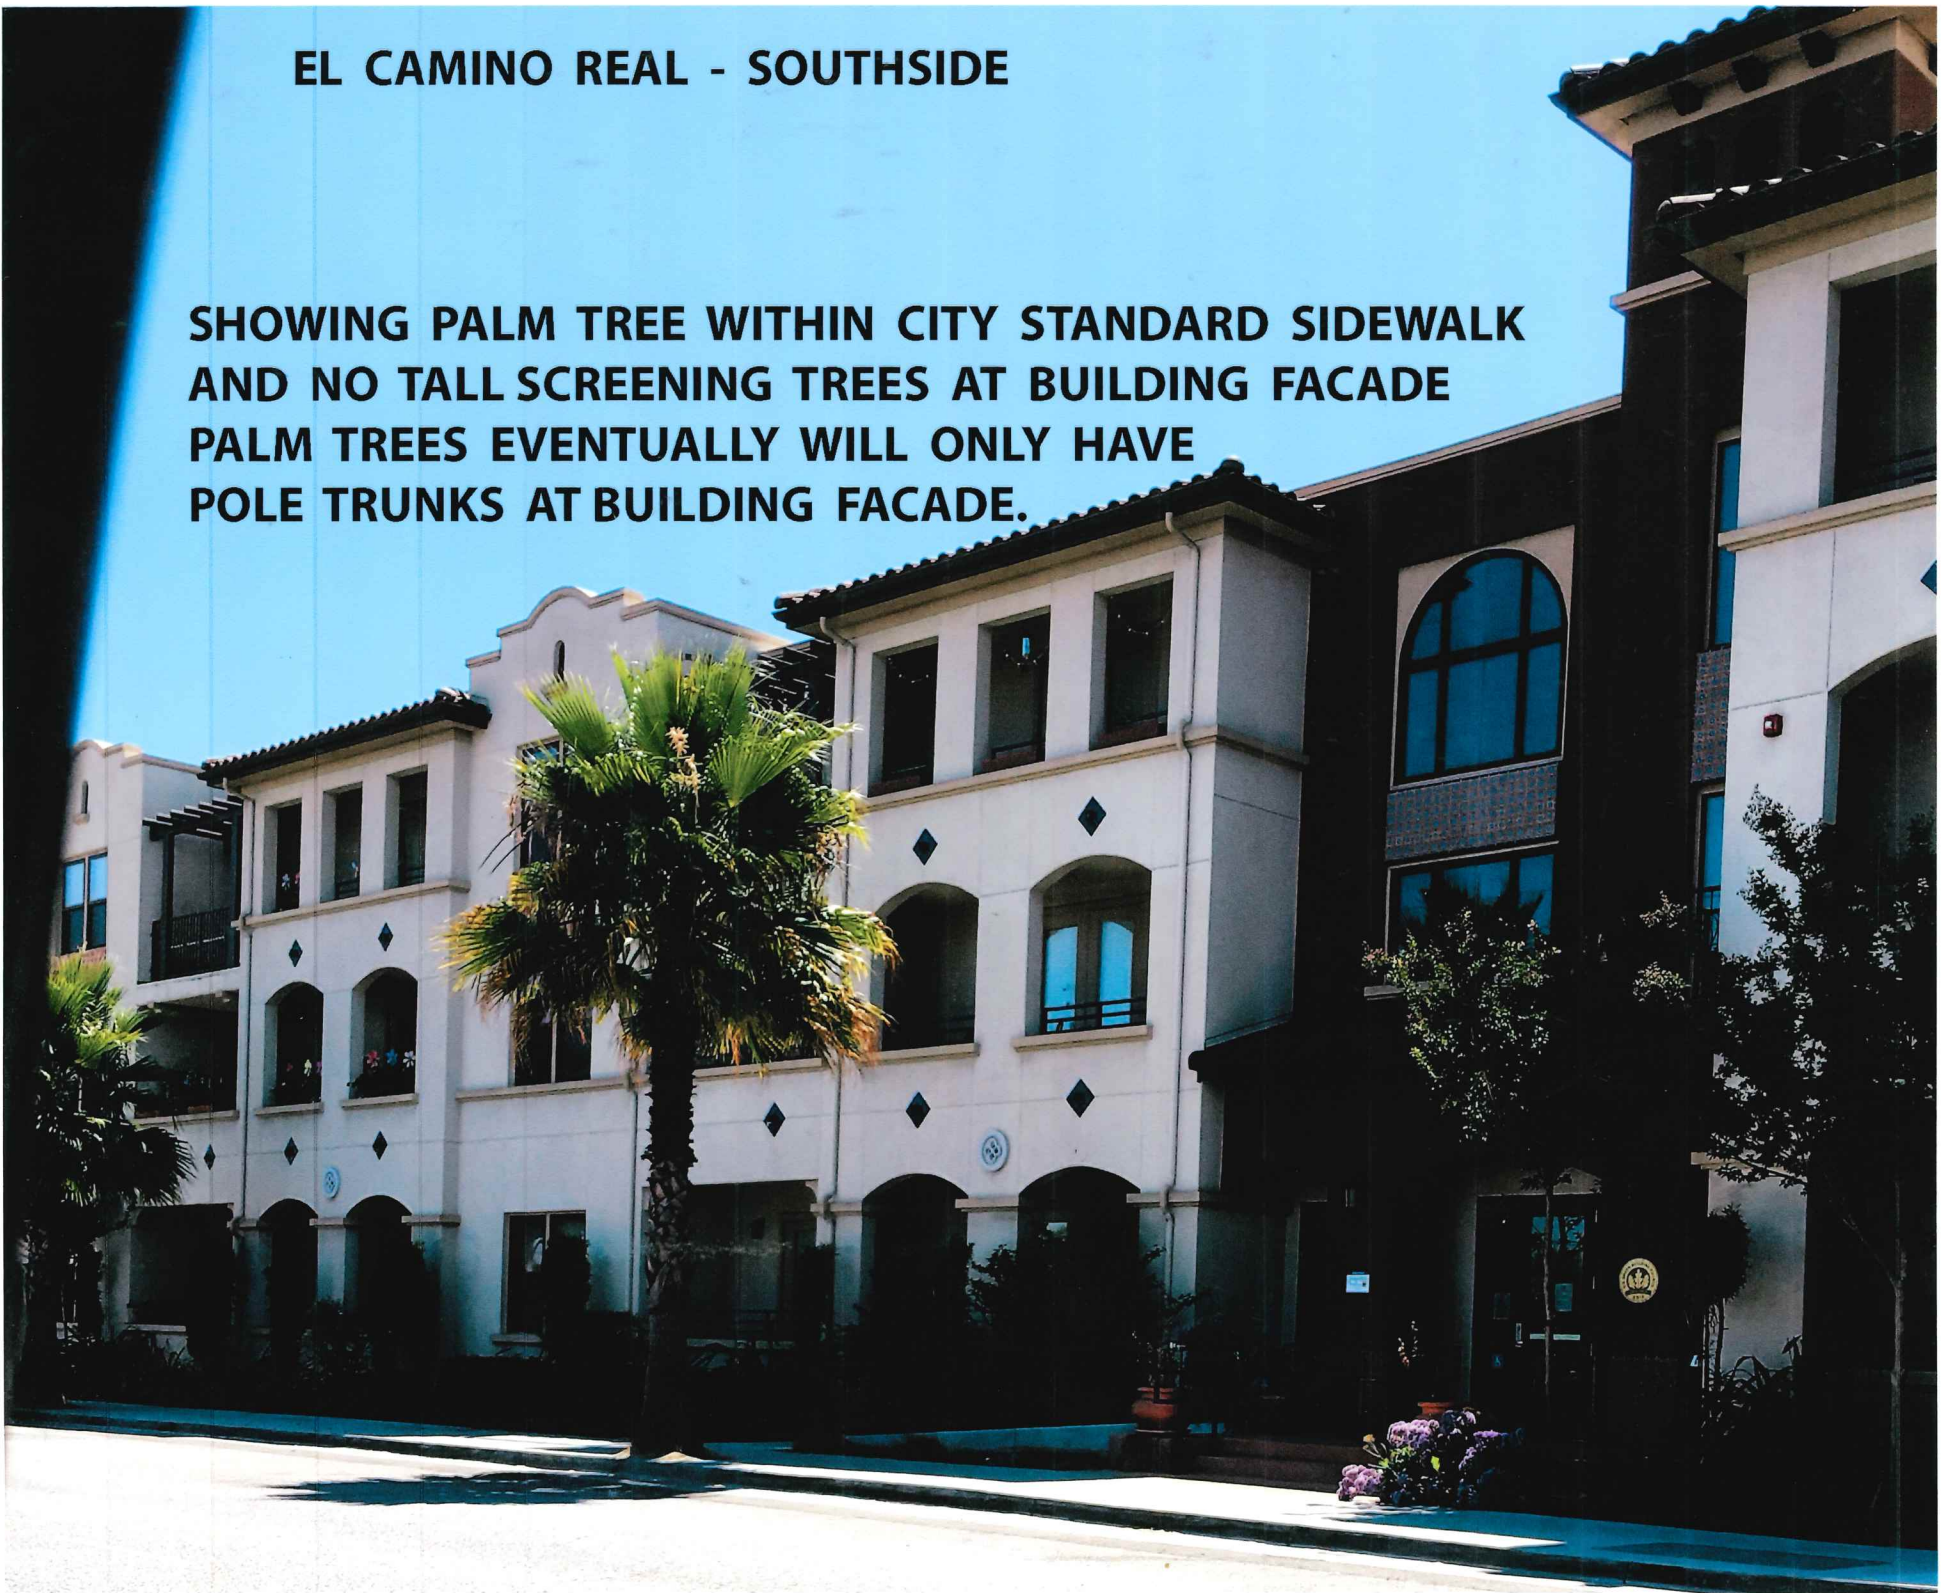 EL CAMINO REAL - SOUTHSIDE
SHOWING PALM TREE WITHIN CITY STANDARD SIDEWALK
AND NO TALL SCREENING TREES AT BUILDING FACADE
PALM TREES EVENTUALLY WILL ONLY HAVE
POLE TRUNKS AT BUILDING FACADE.